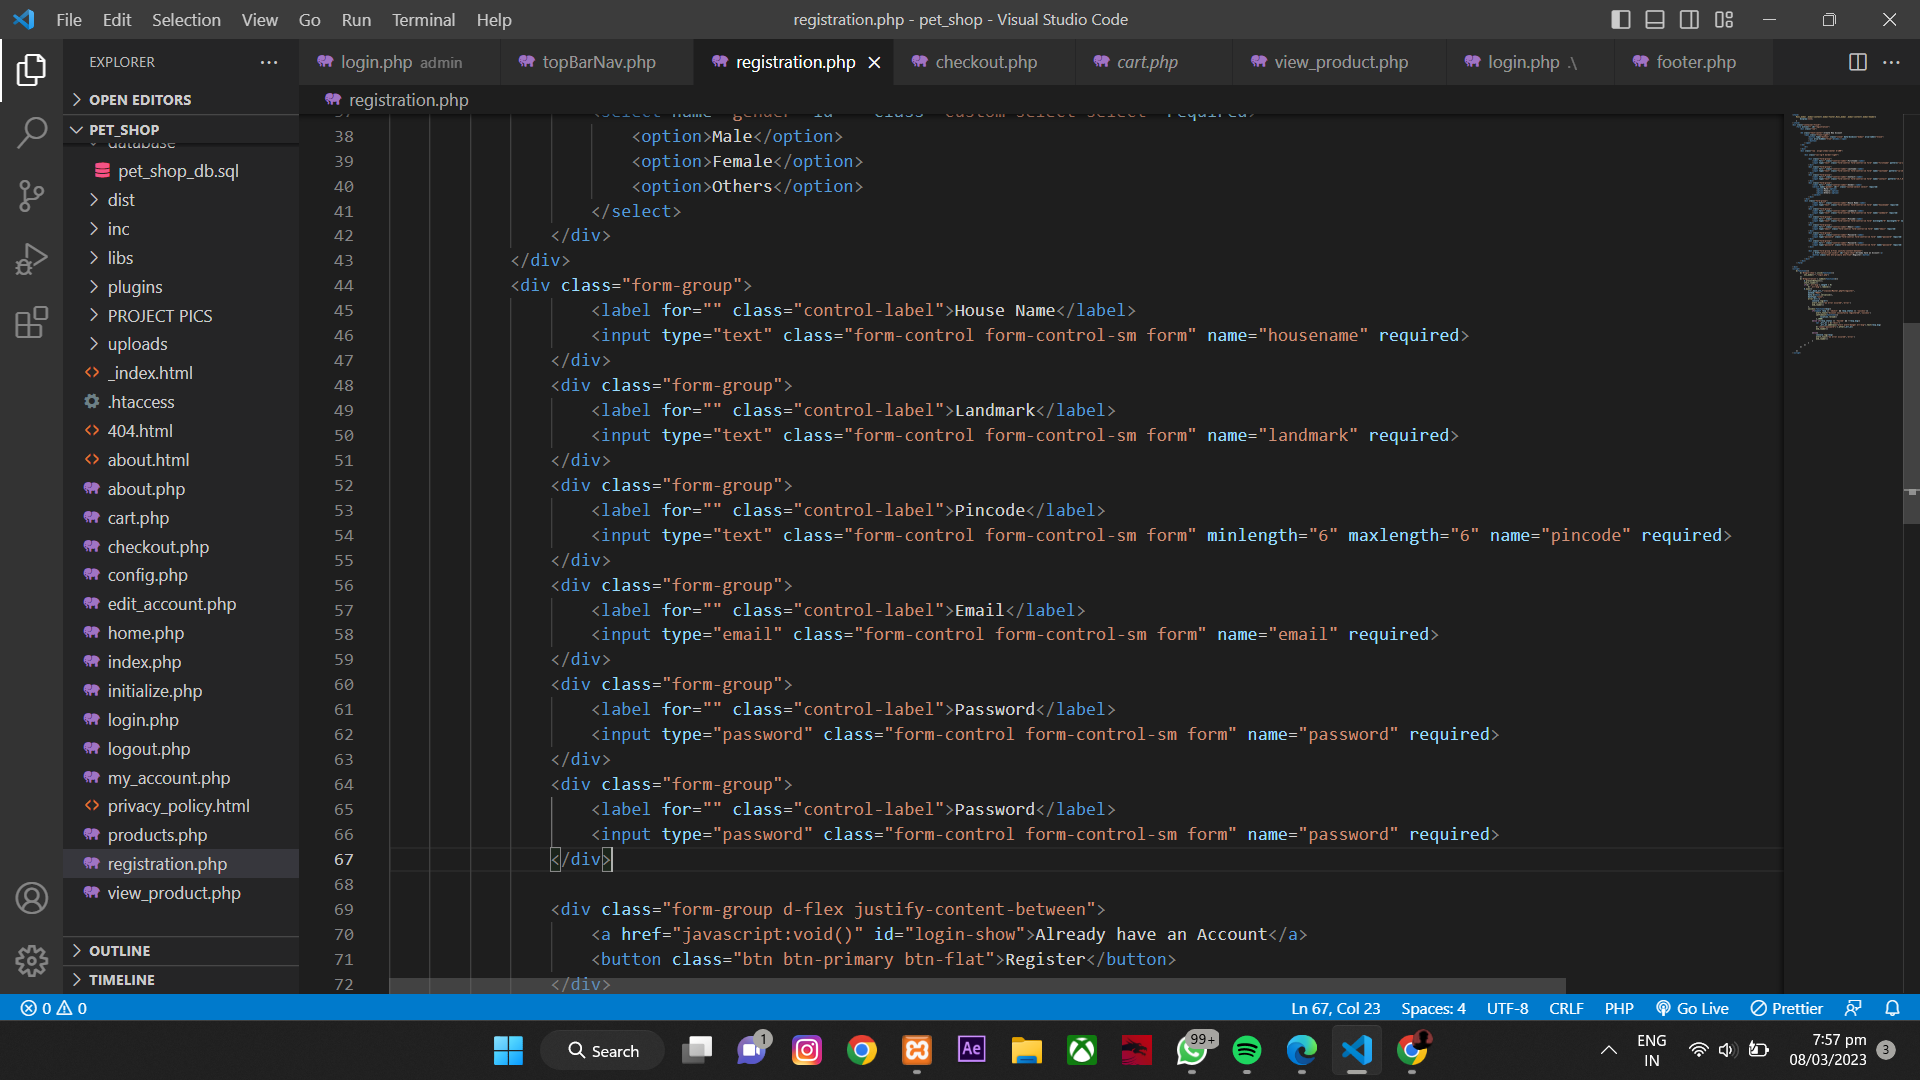 File Edit Selection View Go Run Terminal Help
registration.php - pet_shop - Visual Studio Code
EXPLORER
login.php admin
topBarNav.php
registration.php
checkout.php
cart.php
view_product.php
login.php .\
footer.php
OPEN EDITORS
PET_SHOP
database
pet_shop_db.sql
dist
inc
libs
plugins
PROJECT PICS
uploads
_index.html
.htaccess
404.html
about.html
about.php
cart.php
checkout.php
config.php
edit_account.php
home.php
index.php
initialize.php
login.php
logout.php
my_account.php
privacy_policy.html
products.php
registration.php
view_product.php
OUTLINE
TIMELINE
registration.php
38 <option>Male</option>
39 <option>Female</option>
40 <option>Others</option>
41 </select>
42 </div>
43 </div>
44 <div class="form-group">
45 <label for="" class="control-label">House Name</label>
46 <input type="text" class="form-control form-control-sm form" name="housename" required>
47 </div>
48 <div class="form-group">
49 <label for="" class="control-label">Landmark</label>
50 <input type="text" class="form-control form-control-sm form" name="landmark" required>
51 </div>
52 <div class="form-group">
53 <label for="" class="control-label">Pincode</label>
54 <input type="text" class="form-control form-control-sm form" minlength="6" maxlength="6" name="pincode" required>
55 </div>
56 <div class="form-group">
57 <label for="" class="control-label">Email</label>
58 <input type="email" class="form-control form-control-sm form" name="email" required>
59 </div>
60 <div class="form-group">
61 <label for="" class="control-label">Password</label>
62 <input type="password" class="form-control form-control-sm form" name="password" required>
63 </div>
64 <div class="form-group">
65 <label for="" class="control-label">Password</label>
66 <input type="password" class="form-control form-control-sm form" name="password" required>
67 </div>
68
69 <div class="form-group d-flex justify-content-between">
70 <a href="javascript:void()" id="login-show">Already have an Account</a>
71 <button class="btn btn-primary btn-flat">Register</button>
72 </div>
0 0
Ln 67, Col 23 Spaces: 4 UTF-8 CRLF PHP Go Live Prettier
Search
1
Ae
99+
ENG
IN
7:57 pm
08/03/2023
3